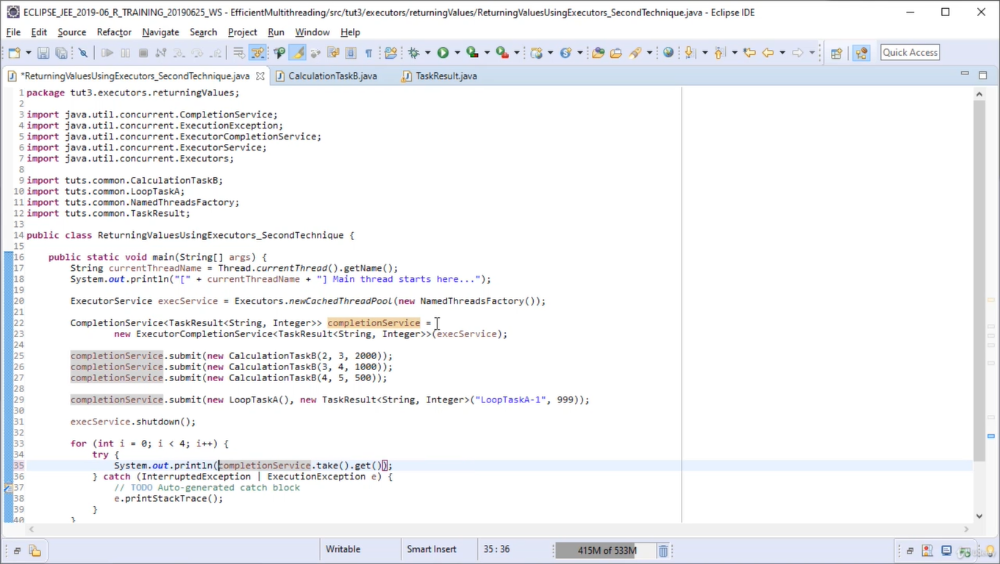 ECLIPSE_JEE_2019-06_R_TRAINING_20190625_WS - EfficientMultithreading/src/tut3/executors/returningValues/ReturningValuesUsingExecutors_SecondTechnique.java - Eclipse IDE
File Edit Source Refactor Navigate Search Project Run Window Help
Quick Access
*ReturningValuesUsingExecutors_SecondTechnique.java CalculationTaskB.java TaskResult.java
1 package tut3.executors.returningValues;
2
3 import java.util.concurrent.CompletionService;
4 import java.util.concurrent.ExecutionException;
5 import java.util.concurrent.ExecutorCompletionService;
6 import java.util.concurrent.ExecutorService;
7 import java.util.concurrent.Executors;
8
9 import tuts.common.CalculationTaskB;
10 import tuts.common.LoopTaskA;
11 import tuts.common.NamedThreadsFactory;
12 import tuts.common.TaskResult;
13
14 public class ReturningValuesUsingExecutors_SecondTechnique {
15
16 public static void main(String[] args) {
17 String currentThreadName = Thread.currentThread().getName();
18 System.out.println("[" + currentThreadName + "] Main thread starts here...");
19
20 ExecutorService execService = Executors.newCachedThreadPool(new NamedThreadsFactory());
21
22 CompletionService<TaskResult<String, Integer>> completionService =
23 new ExecutorCompletionService<TaskResult<String, Integer>>(execService);
24
25 completionService.submit(new CalculationTaskB(2, 3, 2000));
26 completionService.submit(new CalculationTaskB(3, 4, 1000));
27 completionService.submit(new CalculationTaskB(4, 5, 500));
28
29 completionService.submit(new LoopTaskA(), new TaskResult<String, Integer>("LoopTaskA-1", 999));
30
31 execService.shutdown();
32
33 for (int i = 0; i < 4; i++) {
34 try {
35 System.out.println(completionService.take().get());
36 } catch (InterruptedException | ExecutionException e) {
37 // TODO Auto-generated catch block
38 e.printStackTrace();
39 }
40 }
Writable Smart Insert 35 : 36 415M of 533M